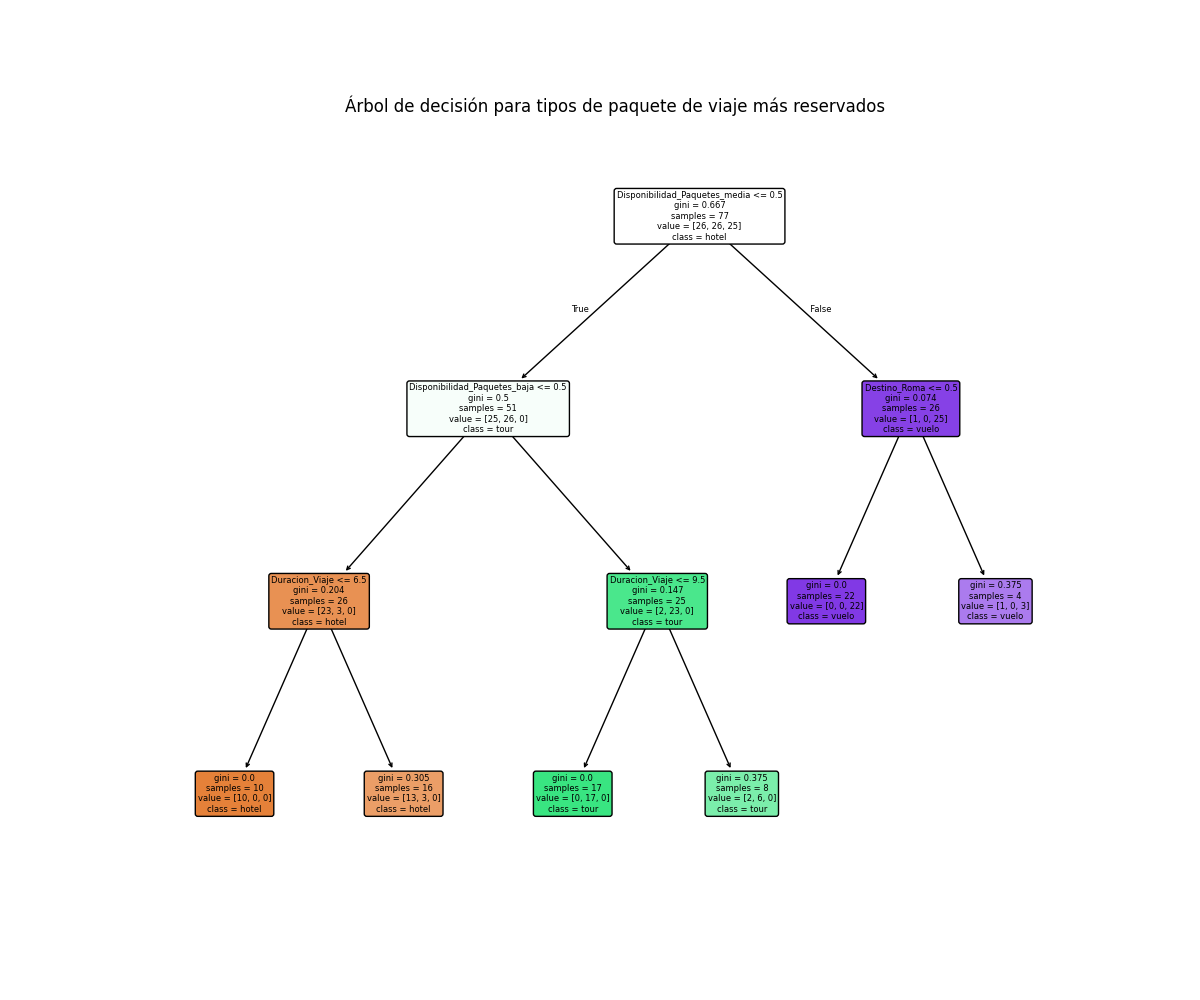 Árbol de decisión para tipos de paquete de viaje más reservados
Disponibilidad_Paquetes_media <= 0.5
gini = 0.667
samples = 77
value = [26, 26, 25]
class = hotel
True
False
Disponibilidad_Paquetes_baja <= 0.5
gini = 0.5
samples = 51
value = [25, 26, 0]
class = tour
Destino_Roma <= 0.5
gini = 0.074
samples = 26
value = [1, 0, 25]
class = vuelo
Duracion_Viaje <= 6.5
gini = 0.204
samples = 26
value = [23, 3, 0]
class = hotel
Duracion_Viaje <= 9.5
gini = 0.147
samples = 25
value = [2, 23, 0]
class = tour
gini = 0.0
samples = 22
value = [0, 0, 22]
class = vuelo
gini = 0.375
samples = 4
value = [1, 0, 3]
class = vuelo
gini = 0.0
samples = 10
value = [10, 0, 0]
class = hotel
gini = 0.305
samples = 16
value = [13, 3, 0]
class = hotel
gini = 0.0
samples = 17
value = [0, 17, 0]
class = tour
gini = 0.375
samples = 8
value = [2, 6, 0]
class = tour